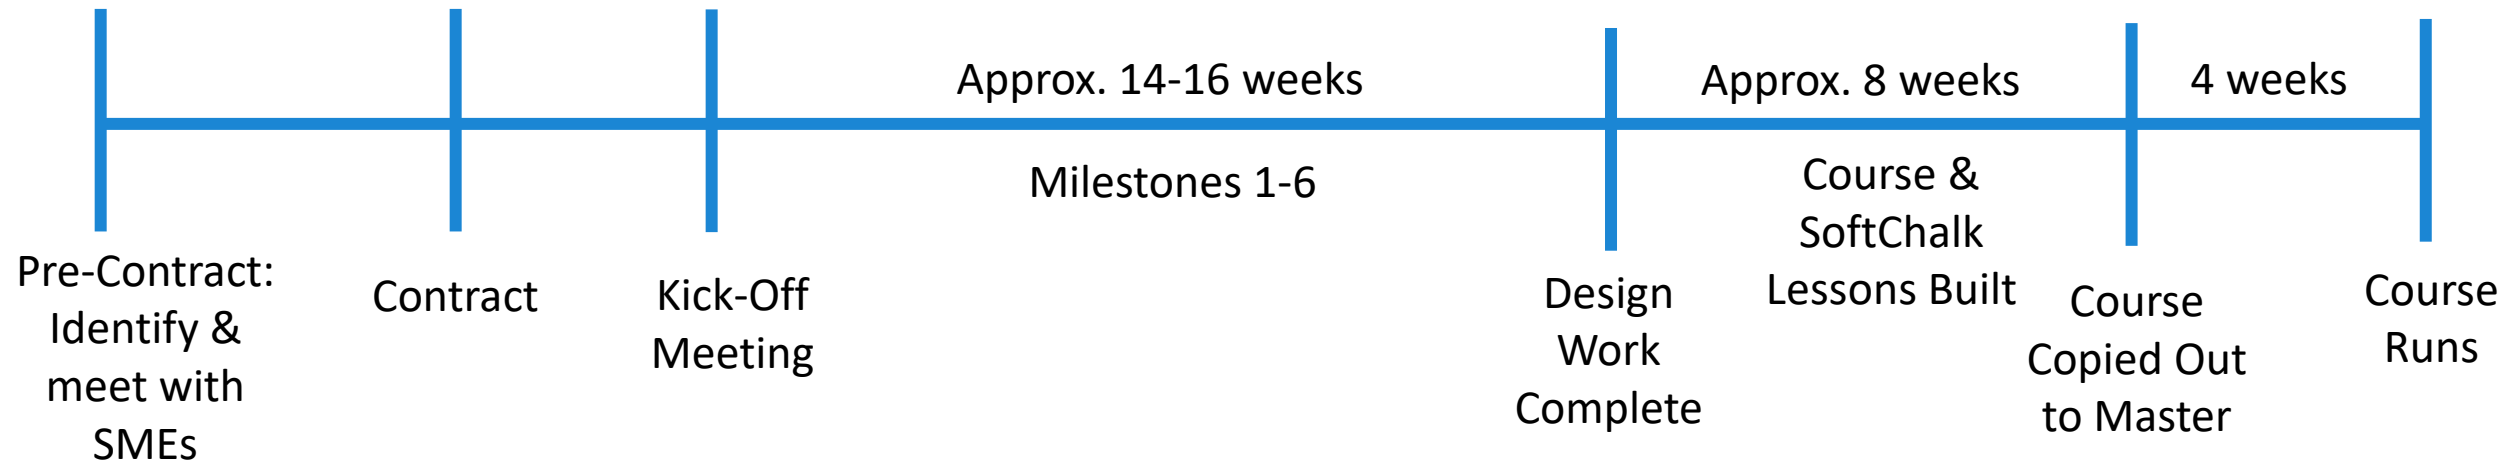 Approx. 14-16 weeks
Approx. 8 weeks
4 weeks
Milestones 1-6
Course &
SoftChalk
Lessons Built
Pre-Contract:
Identify &
meet with
SMEs
Contract
Kick-Off
Meeting
Design
Work
Complete
Course
Copied Out
to Master
Course
Runs